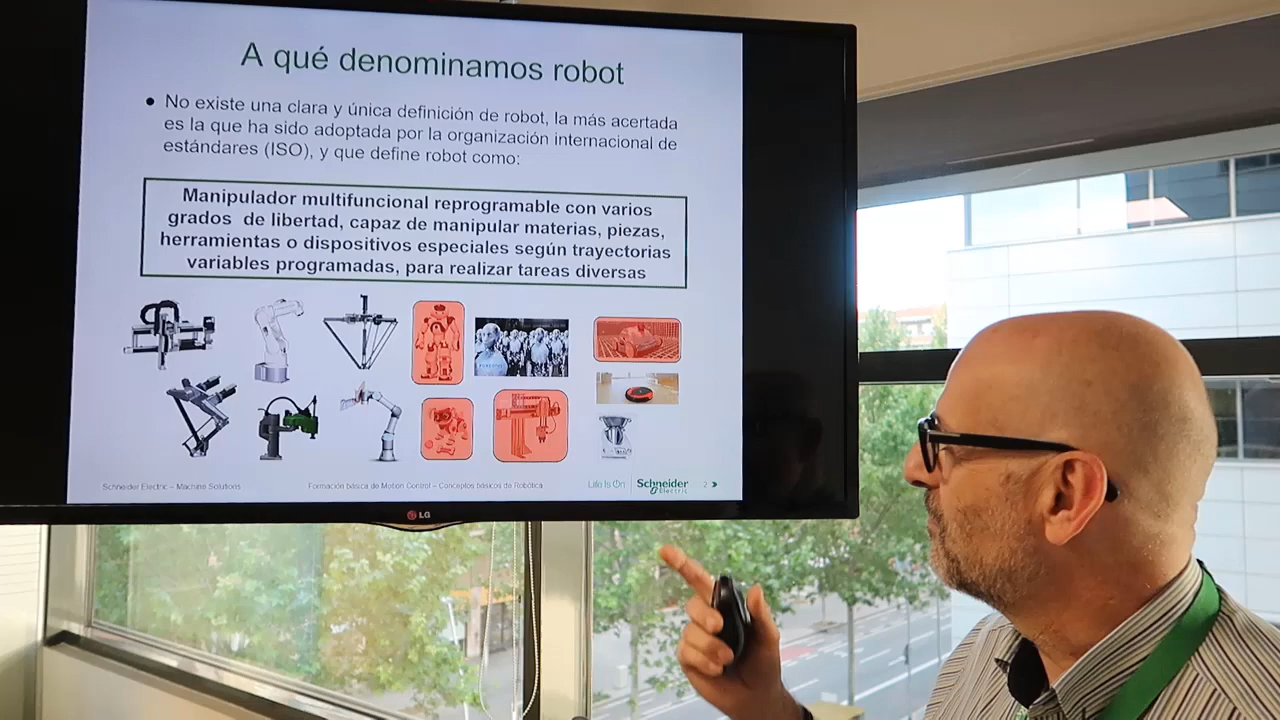 A qué denominamos robot
• No existe una clara y única definición de robot, la más acertada
es la que ha sido adoptada por la organización internacional de
estándares (ISO), y que define robot como:
Manipulador multifuncional reprogramable con varios
grados de libertad, capaz de manipular materias, piezas,
herramientas o dispositivos especiales según trayectorias
variables programadas, para realizar tareas diversas
Schneider Electric – Machine Solutions
Formación básica de Motion Control – Conceptos básicos de Robótica
Life Is On
Schneider
Electric
2
LG